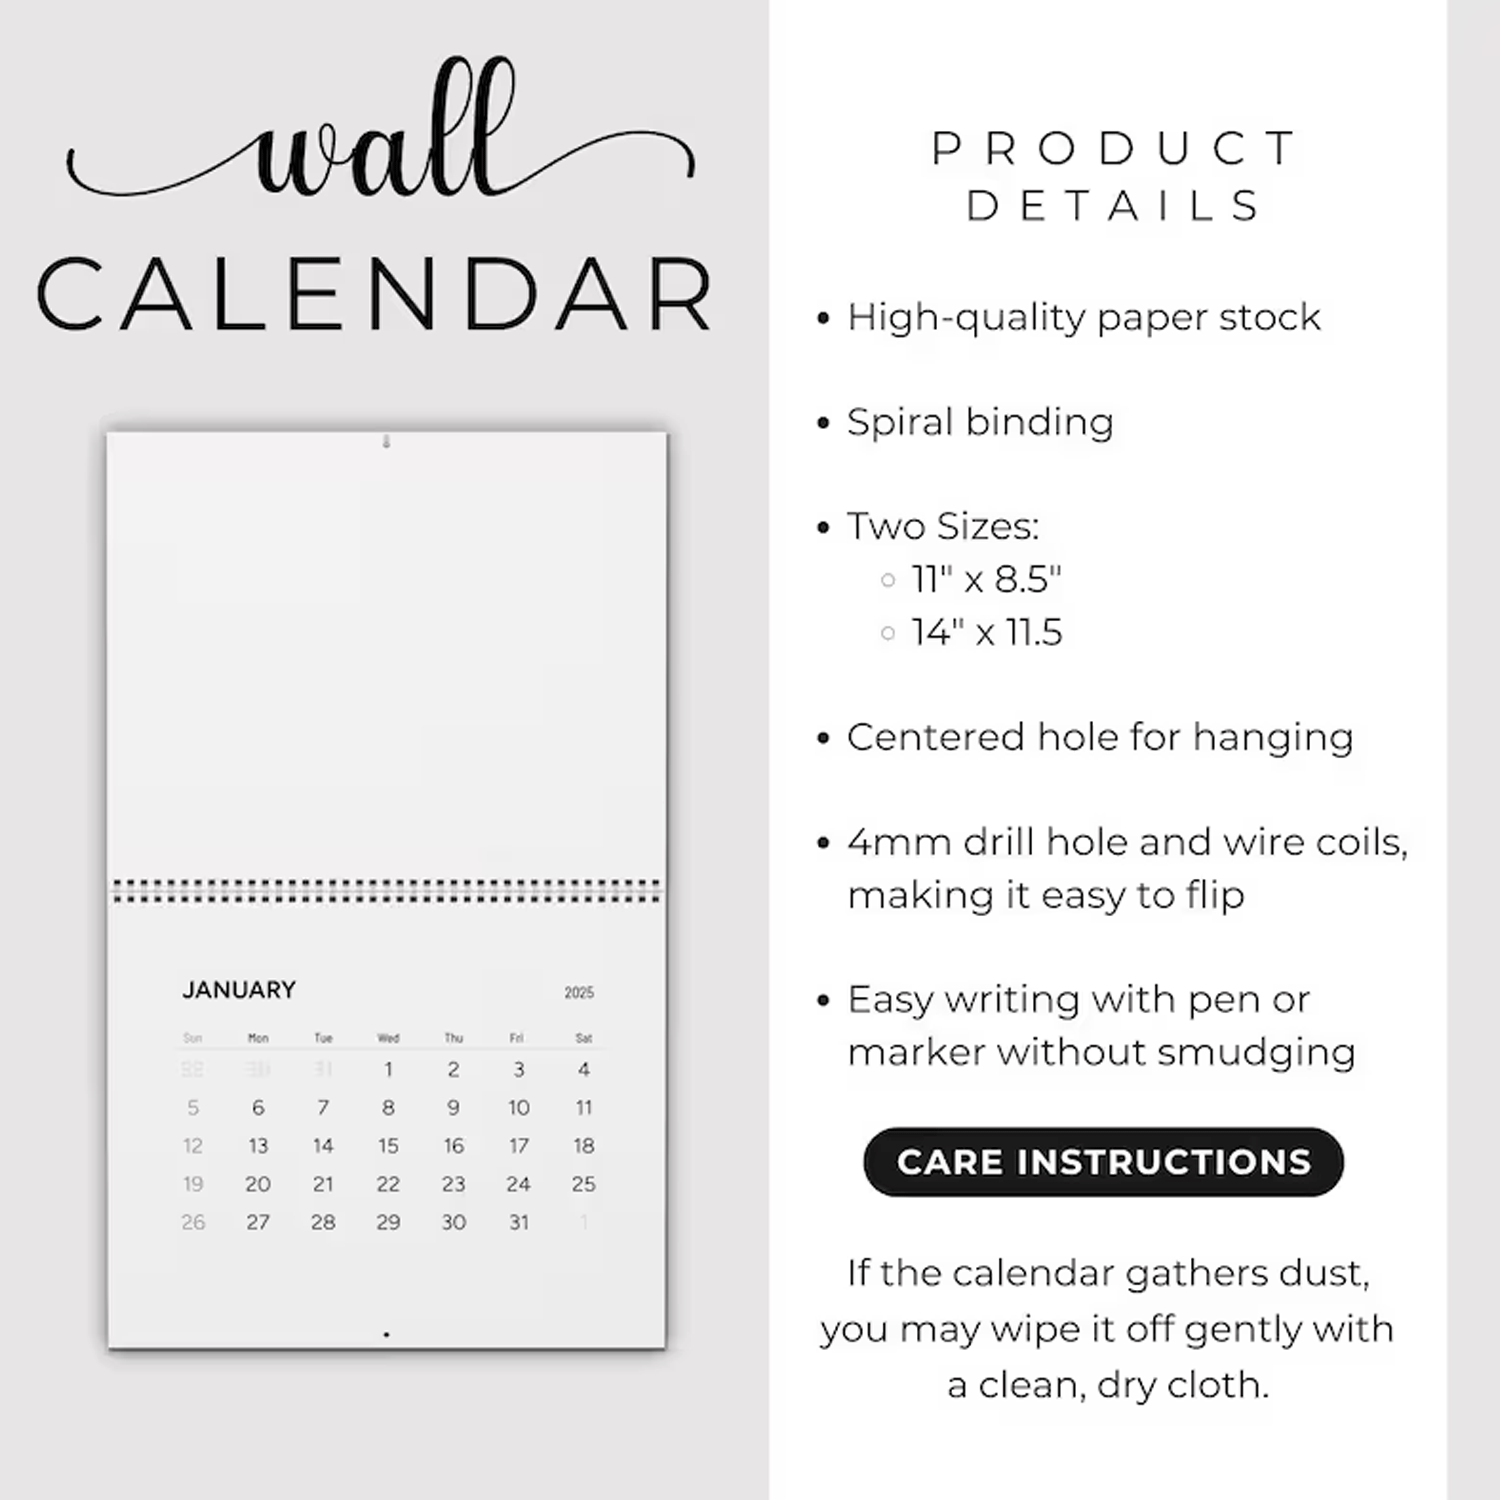 wall
CALENDAR
JANUARY 2025
Sun Mon Tue Wed Thu Fri Sat
1 2 3 4
5 6 7 8 9 10 11
12 13 14 15 16 17 18
19 20 21 22 23 24 25
26 27 28 29 30 31 1
PRODUCT
DETAILS
• High-quality paper stock
• Spiral binding
• Two Sizes:
○ 11" x 8.5"
○ 14" x 11.5
• Centered hole for hanging
• 4mm drill hole and wire coils,
making it easy to flip
• Easy writing with pen or
marker without smudging
CARE INSTRUCTIONS
If the calendar gathers dust,
you may wipe it off gently with
a clean, dry cloth.